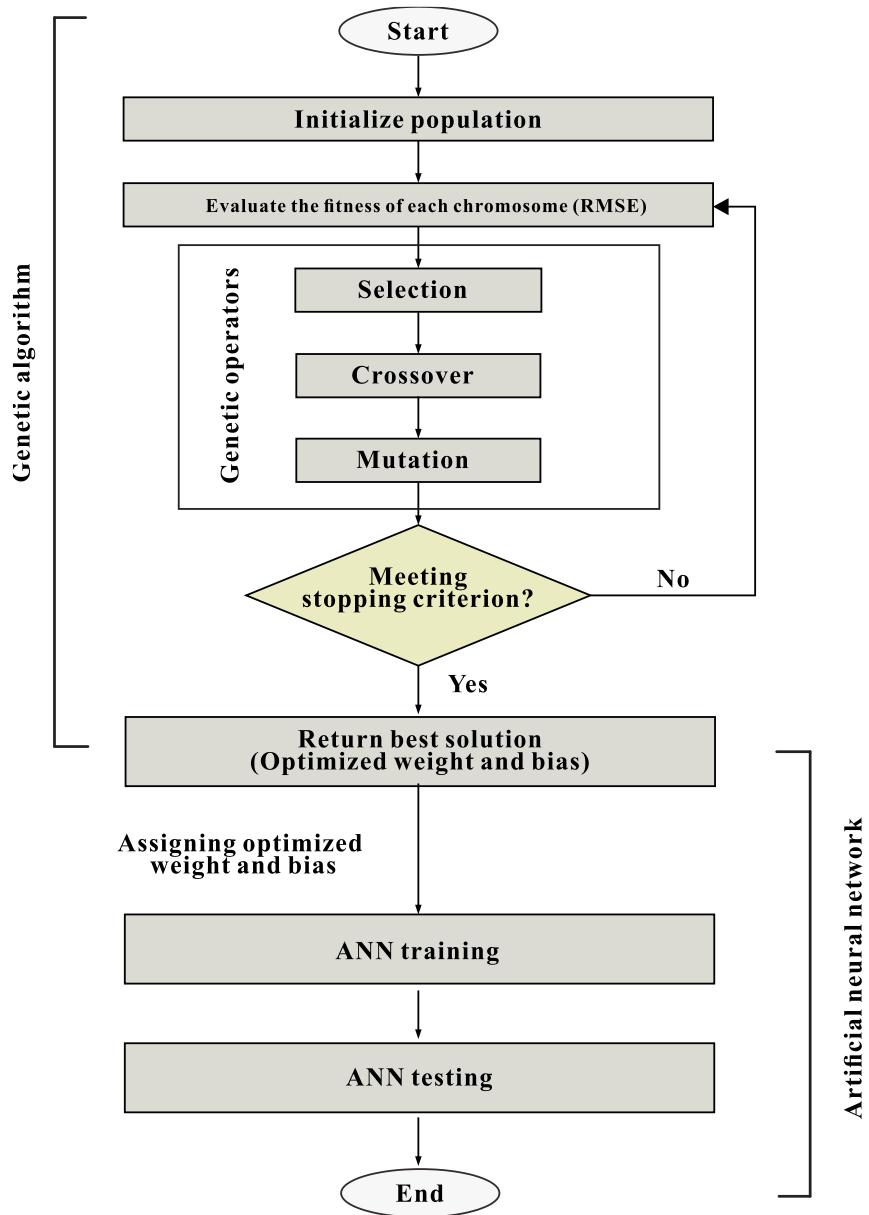 Start
Initialize population
Evaluate the fitness of each chromosome (RMSE)
Genetic algorithm
Genetic operators
Selection
Crossover
Mutation
Meeting
stopping criterion?
No
Yes
Return best solution
(Optimized weight and bias)
Assigning optimized
weight and bias
Artificial neural network
ANN training
ANN testing
End